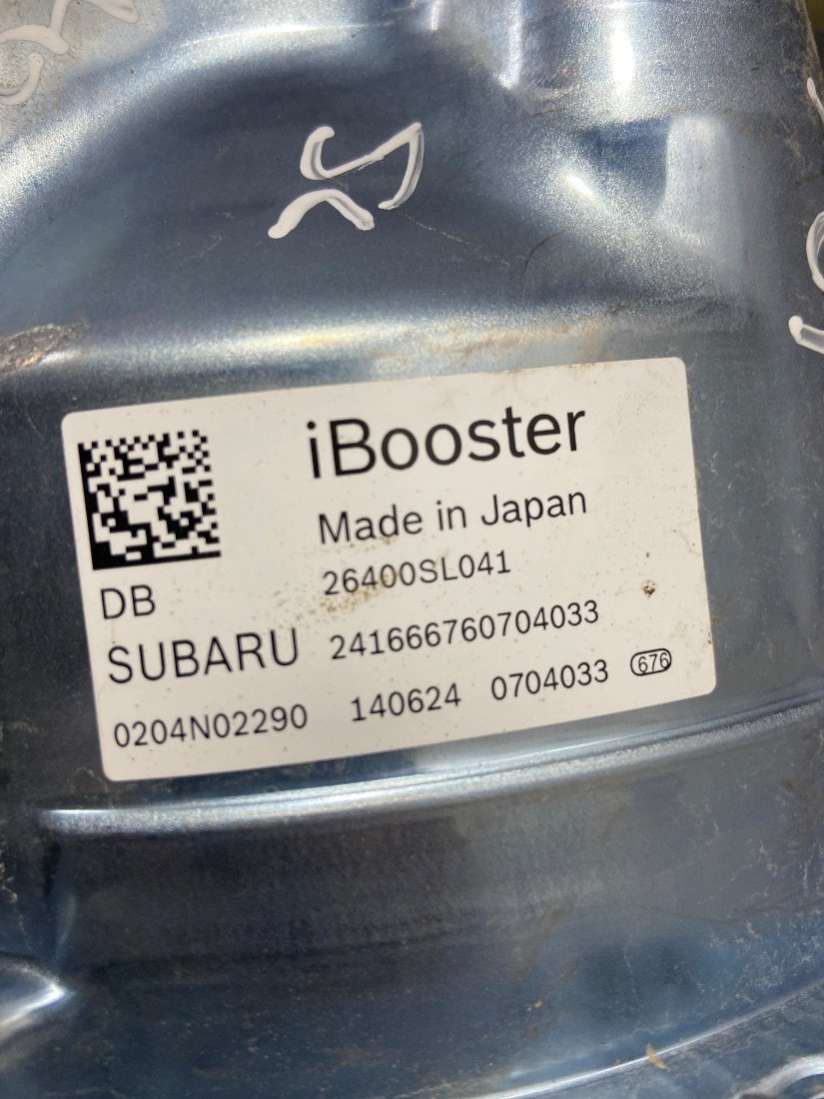 iBooster
Made in Japan
DB 26400SL041
SUBARU 241666760704033
0204N02290 140624 0704033 676